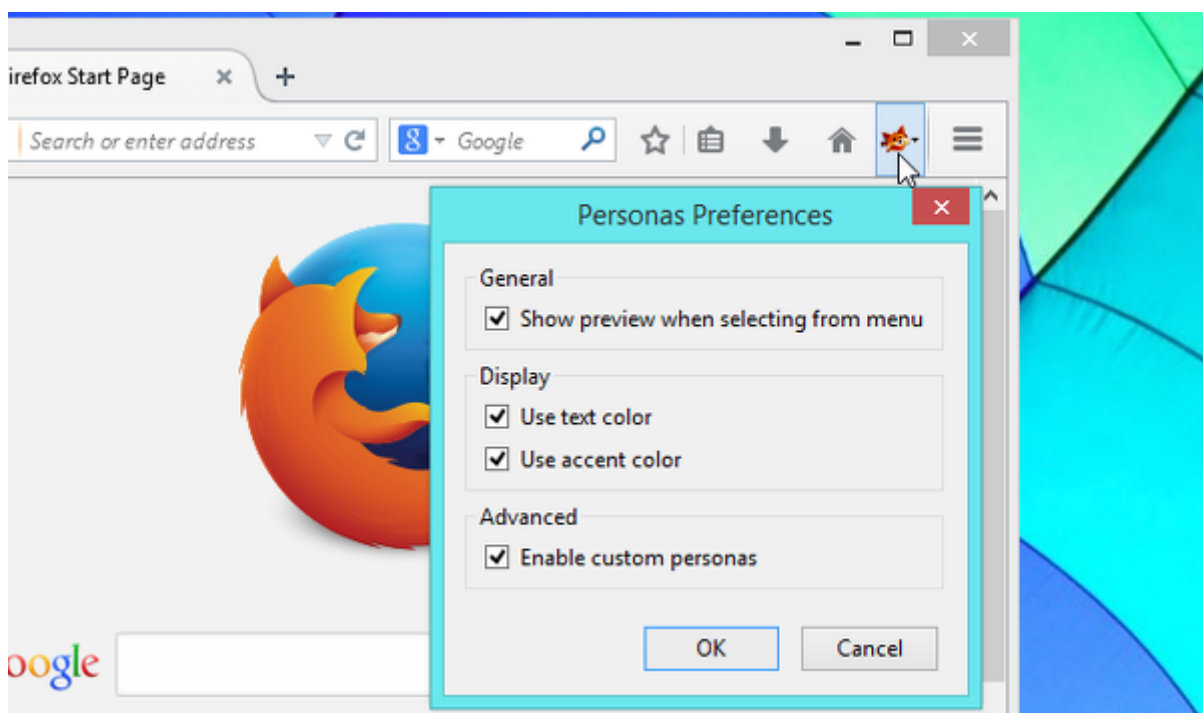 irefox Start Page
Search or enter address
8 Google
Personas Preferences
General
Show preview when selecting from menu
Display
Use text color
Use accent color
Advanced
Enable custom personas
OK Cancel
oogle